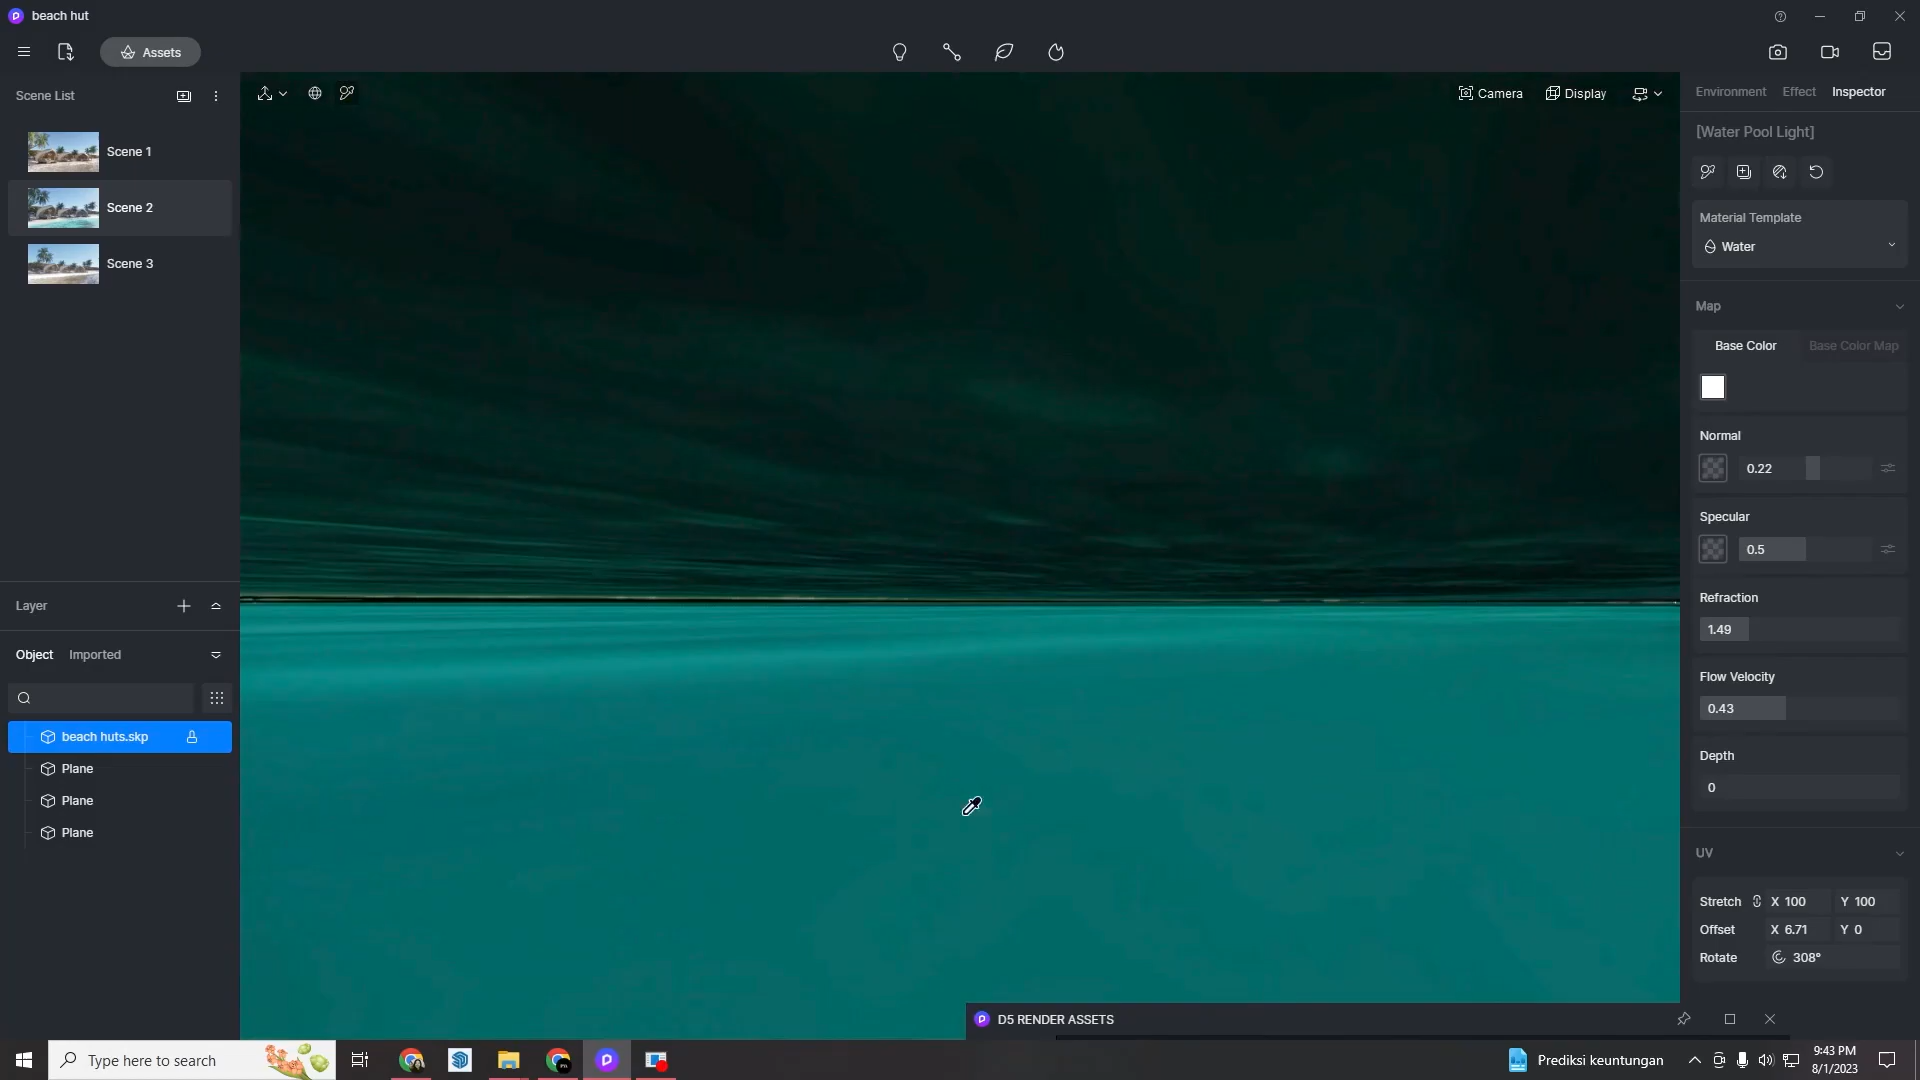 beach hut
Assets
Scene List
Camera
Display
Environment Effect Inspector
[Water Pool Light]
Scene 1
Scene 2
Scene 3
Material Template
Water
Map
Base Color Base Color Map
Normal
0.22
Specular
0.5
Refraction
1.49
Flow Velocity
0.43
Depth
0
UV
Stretch X 100 Y 100
Offset X 6.71 Y 0
Rotate 308°
Layer
Object Imported
beach huts.skp
Plane
Plane
Plane
D5 RENDER ASSETS
Type here to search
Prediksi keuntungan
9:43 PM
8/1/2023